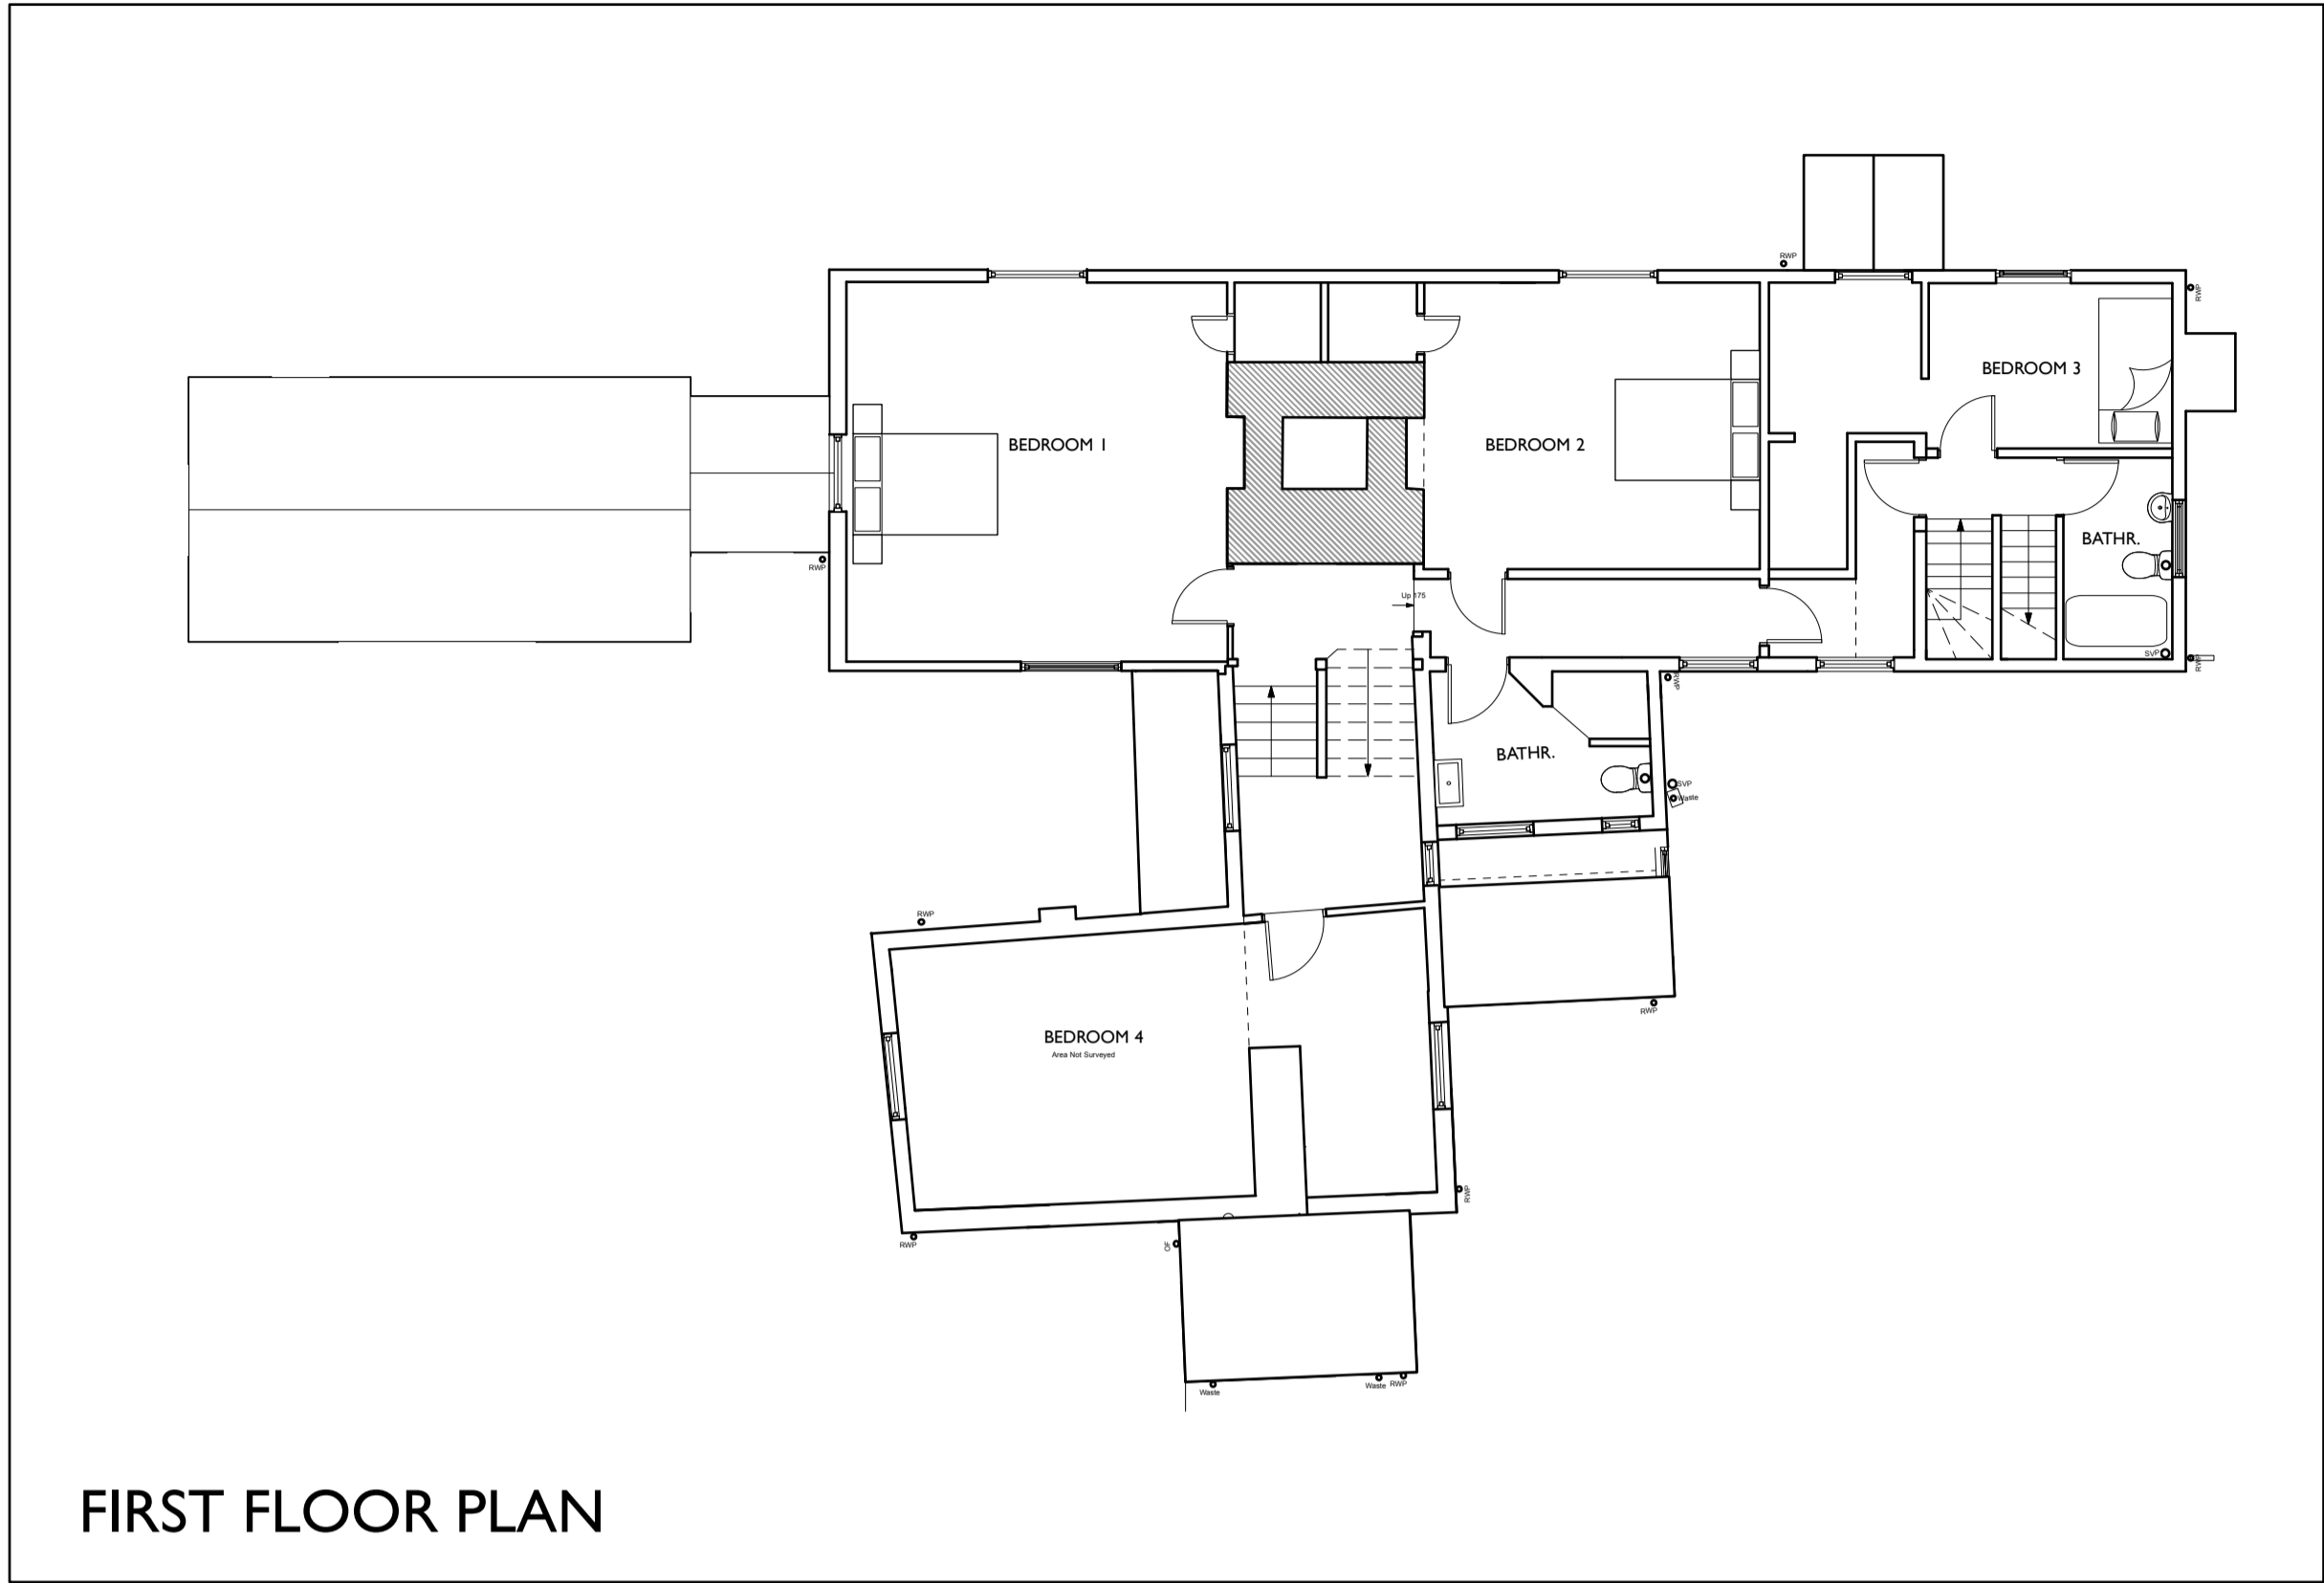 RWP
RWP
BEDROOM 3
BEDROOM 1
BEDROOM 2
BATHR.
RWP
Up 175
SVP
RWP
RWP
BATHR.
SVP
Waste
RWP
RWP
BEDROOM 4
Area Not Surveyed
RWP
RWP
OF
Waste
Waste
RWP
FIRST FLOOR PLAN